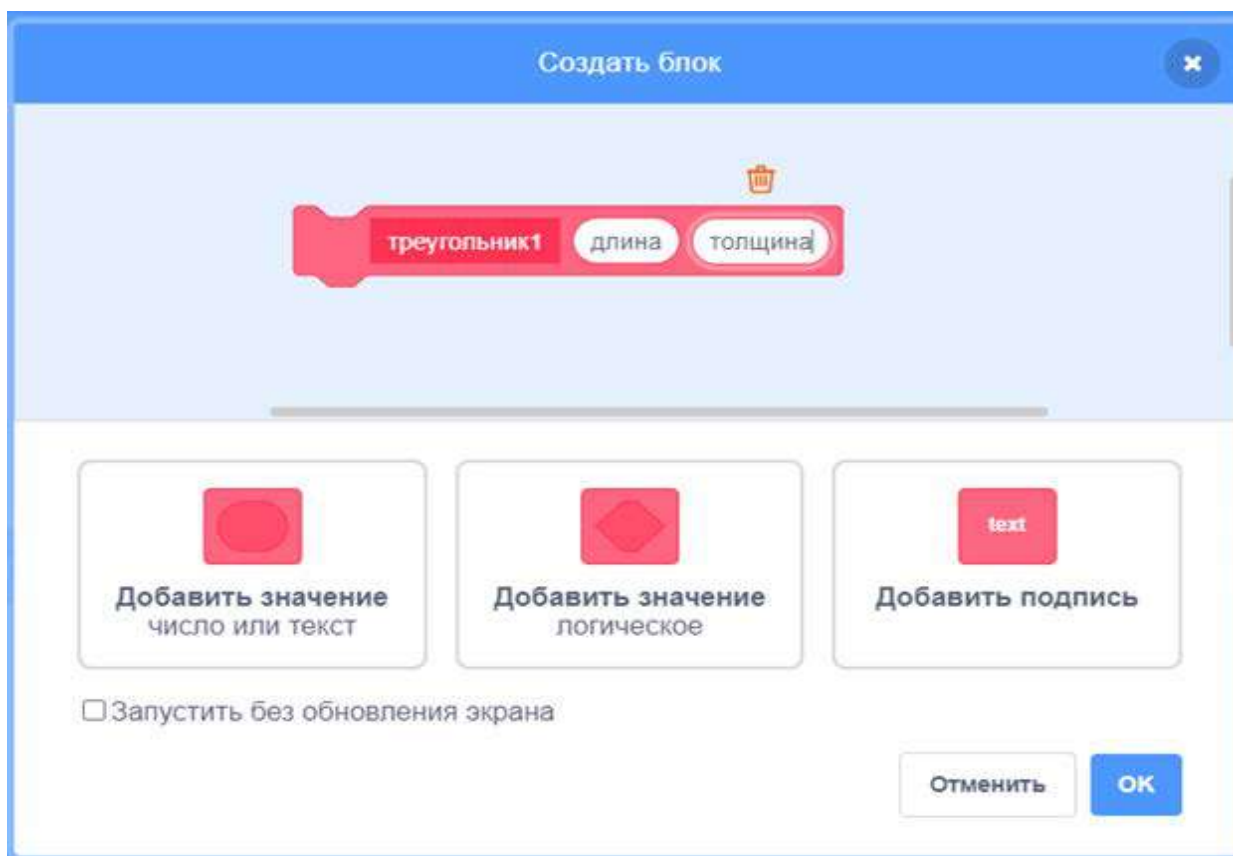 Создать блок
треугольник1 длина толщина
text
Добавить значение
число или текст
Добавить значение
логическое
Добавить подпись
Запустить без обновления экрана
Отменить
ОК